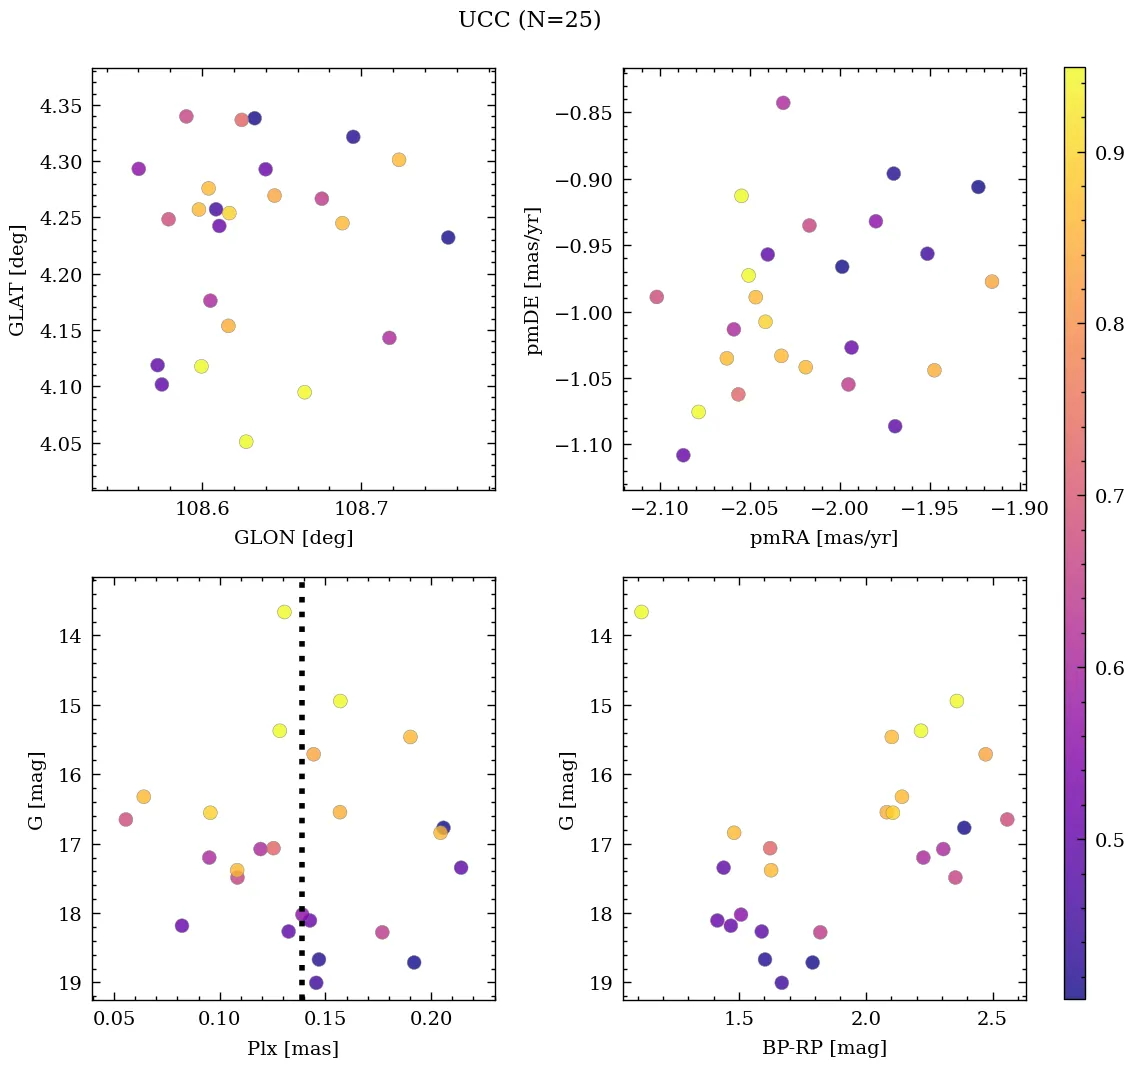 UCC (N=25)
4.35
4.30
4.25
4.20
4.15
4.10
4.05
GLAT [deg]
108.6 108.7
GLON [deg]
−0.85
−0.90
−0.95
−1.00
−1.05
−1.10
pmDE [mas/yr]
−2.10 −2.05 −2.00 −1.95 −1.90
pmRA [mas/yr]
14
15
16
17
18
19
G [mag]
0.05 0.10 0.15 0.20
Plx [mas]
14
15
16
17
18
19
G [mag]
1.5 2.0 2.5
BP-RP [mag]
0.9
0.8
0.7
0.6
0.5